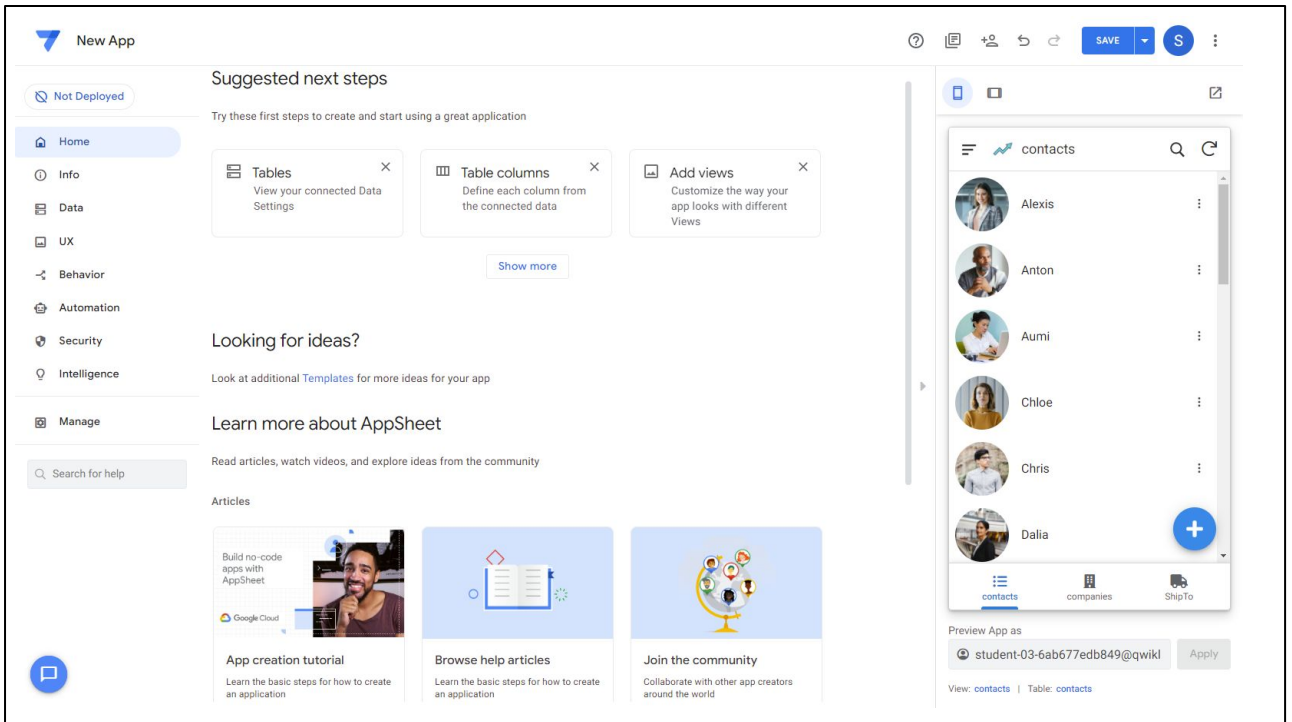 New App
SAVE
S
Not Deployed
Home
Info
Data
UX
Behavior
Automation
Security
Intelligence
Manage
Search for help
Suggested next steps
Try these first steps to create and start using a great application
Tables
View your connected Data
Settings
Table columns
Define each column from
the connected data
Add views
Customize the way your
app looks with different
Views
Show more
Looking for ideas?
Look at additional Templates for more ideas for your app
Learn more about AppSheet
Read articles, watch videos, and explore ideas from the community
Articles
Build no-code
apps with
AppSheet
Google Cloud
App creation tutorial
Learn the basic steps for how to create
an application
Browse help articles
Learn the basic steps for how to create
an application
Join the community
Collaborate with other app creators
around the world
contacts
Alexis
Anton
Aumi
Chloe
Chris
Dalia
contacts
companies
ShipTo
Preview App as
student-03-6ab677edb849@qwikl
Apply
View: contacts | Table: contacts